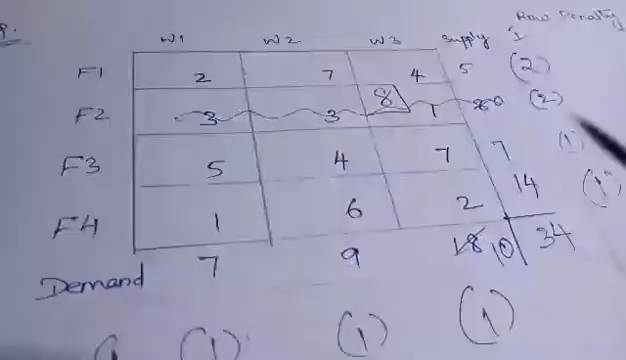 Row Penalty
W1 W2 W3 Supply 1
F1 2 7 4 5 (2)
F2 3 3 8 1 80 (2)
F3 5 4 7 7 (1)
F4 1 6 2 14 (1)
Demand 7 9 18 10 34
(1) (1) (1)